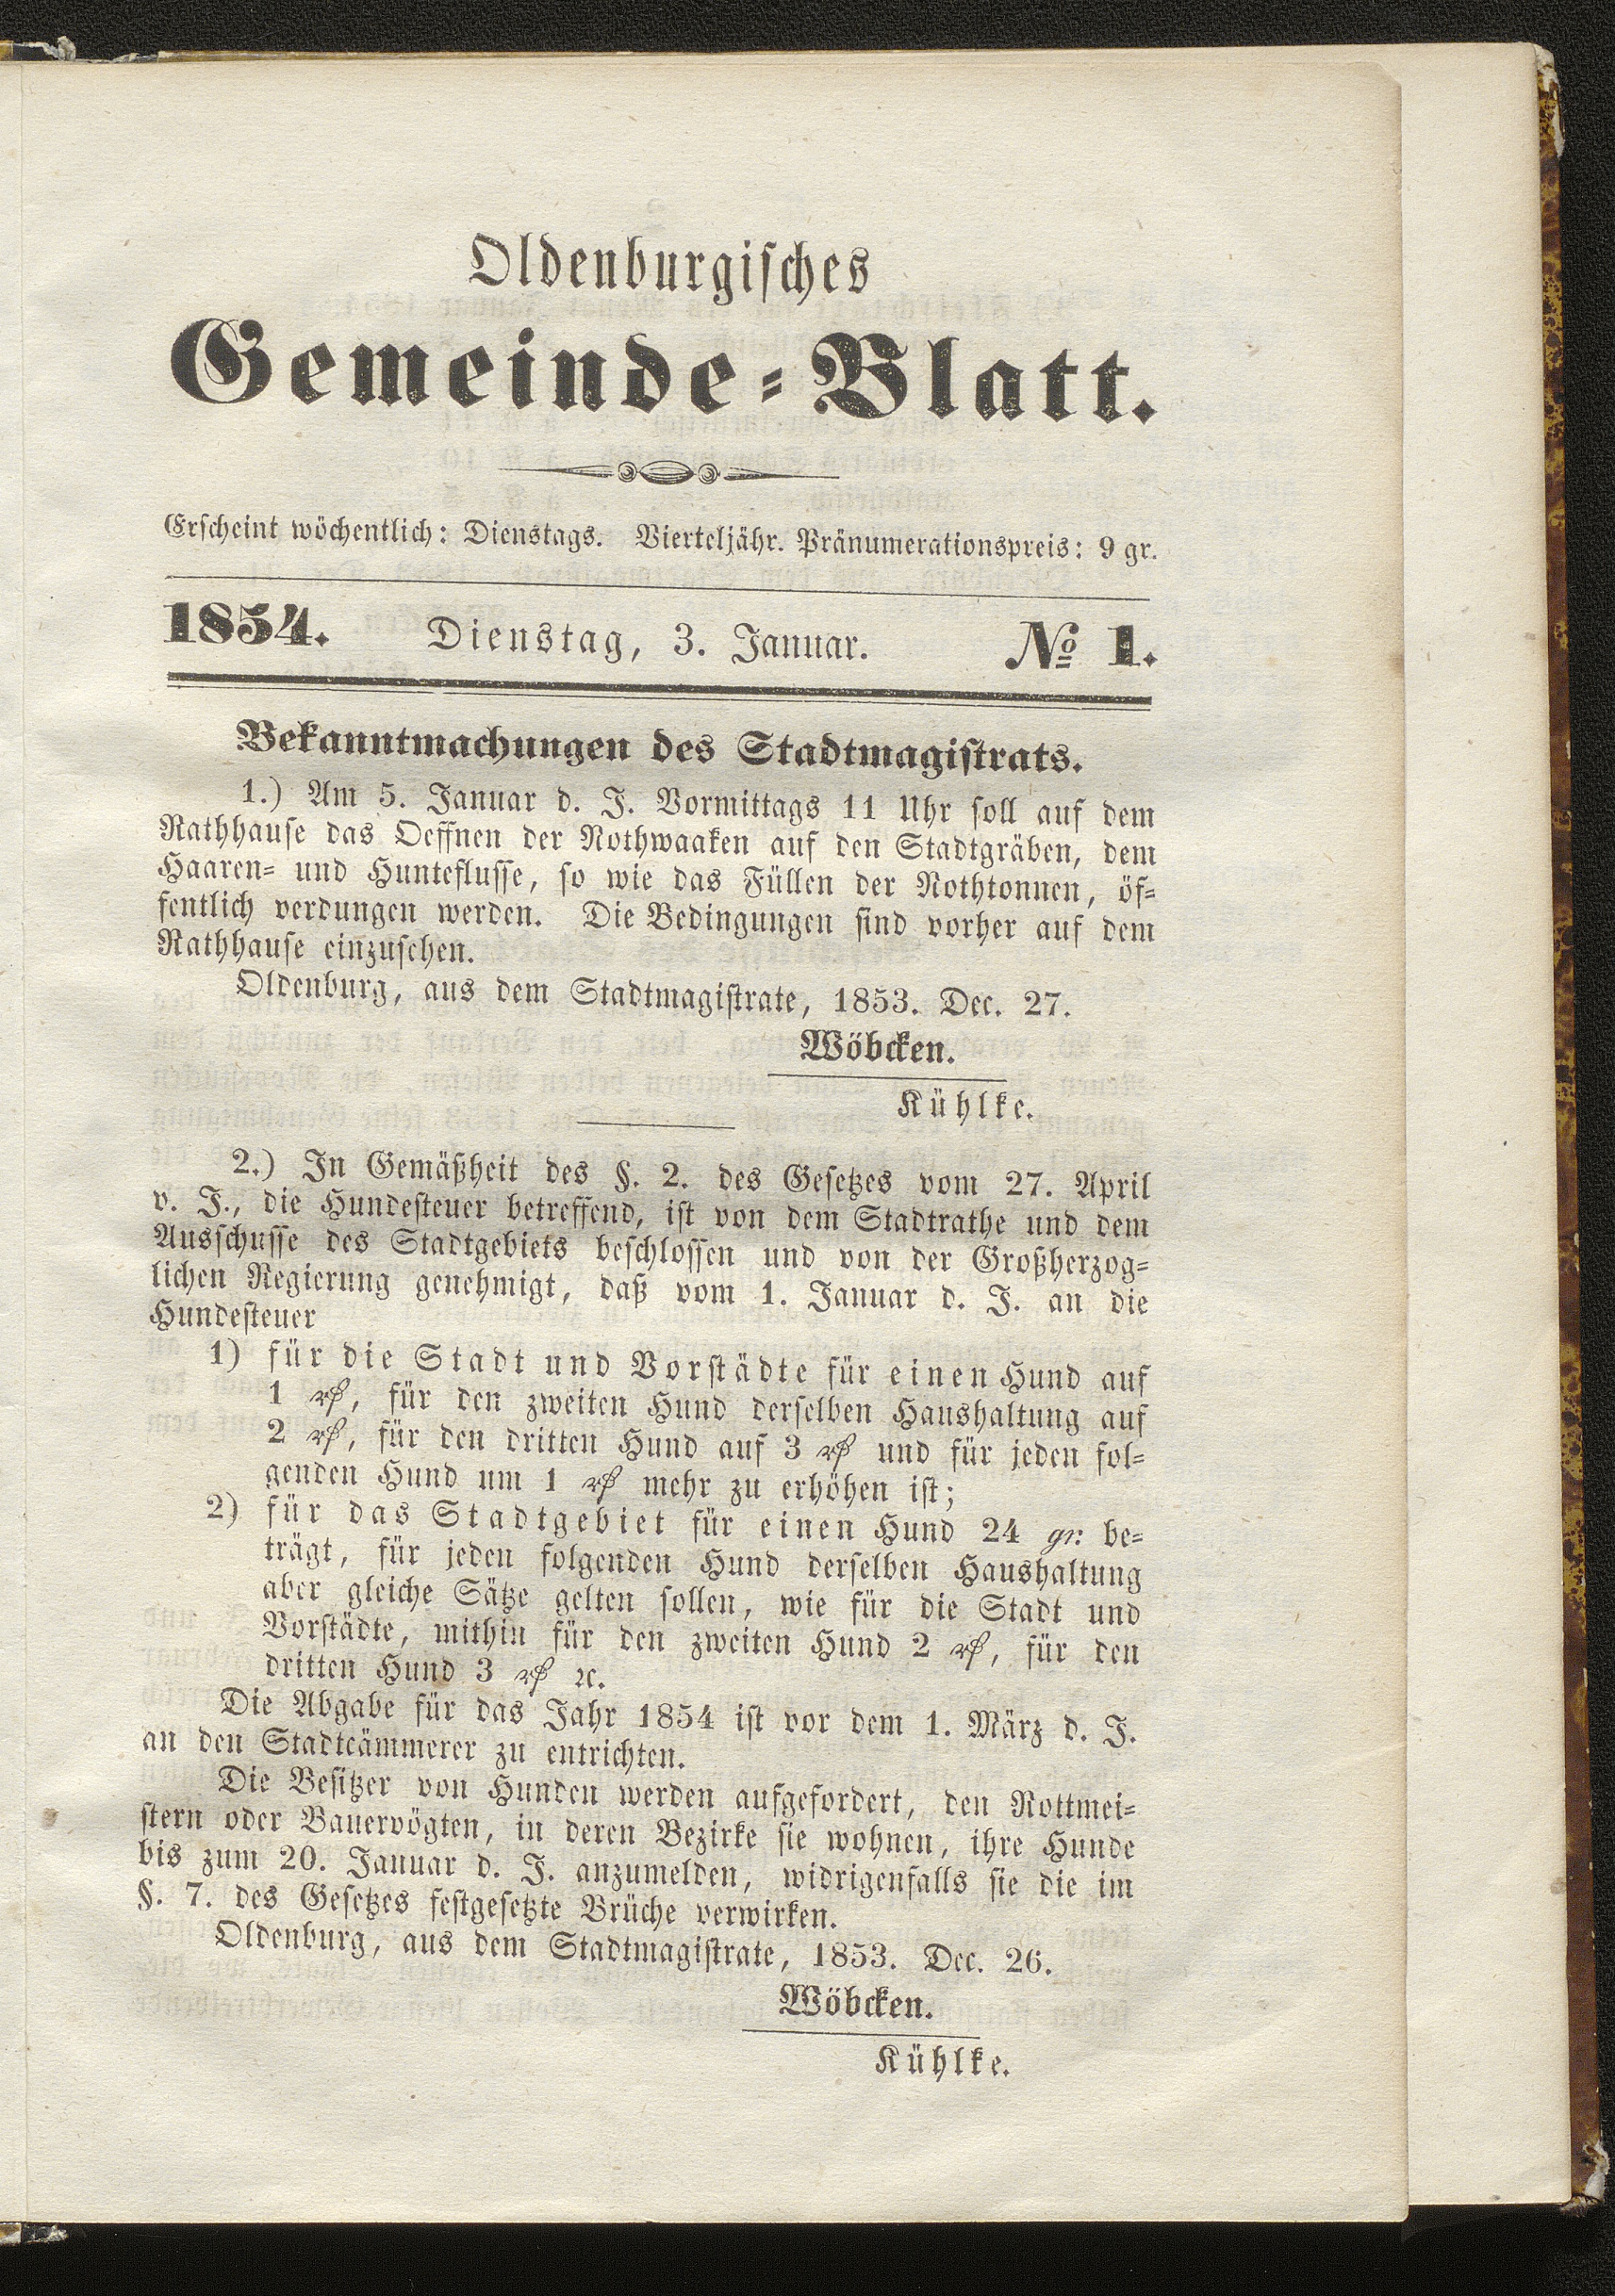 Oldenburgisches
Gemeinde-Blatt.
Erscheint wöchentlich: Dienstags. Vierteljähr. Pränumerationspreis: 9 gr.
1854. Dienstag, 3. Januar. № 1.
Bekanntmachungen des Stadtmagistrats.
1.) Am 5. Januar d. J. Vormittags 11 Uhr soll auf dem
Rathhause das Oeffnen der Nothwaaken auf den Stadtgräben, dem
Haaren- und Hunteflusse, so wie das Füllen der Nothtonnen, öf-
fentlich verdungen werden. Die Bedingungen sind vorher auf dem
Rathhause einzusehen.
Oldenburg, aus dem Stadtmagistrate, 1853. Dec. 27.
Wöbcken.
Kühlke.
2.) In Gemäßheit des §. 2. des Gesetzes vom 27. April
v. J., die Hundesteuer betreffend, ist von dem Stadtrathe und dem
Ausschusse des Stadtgebiets beschlossen und von der Großherzog-
lichen Regierung genehmigt, daß vom 1. Januar d. J. an die
Hundesteuer
1) für die Stadt und Vorstädte für einen Hund auf
1 ₰, für den zweiten Hund derselben Haushaltung auf
2 ₰, für den dritten Hund auf 3 ₰ und für jeden fol-
genden Hund um 1 ₰ mehr zu erhöhen ist;
2) für das Stadtgebiet für einen Hund 24 gr. be-
trägt, für jeden folgenden Hund derselben Haushaltung
aber gleiche Sätze gelten sollen, wie für die Stadt und
Vorstädte, mithin für den zweiten Hund 2 ₰, für den
dritten Hund 3 ₰ ꝛc.
Die Abgabe für das Jahr 1854 ist vor dem 1. März d. J.
an den Stadtcämmerer zu entrichten.
Die Besitzer von Hunden werden aufgefordert, den Rottmei-
stern oder Bauervögten, in deren Bezirke sie wohnen, ihre Hunde
bis zum 20. Januar d. J. anzumelden, widrigenfalls sie die im
§. 7. des Gesetzes festgesetzte Brüche verwirken.
Oldenburg, aus dem Stadtmagistrate, 1853. Dec. 26.
Wöbcken.
Kühlke.